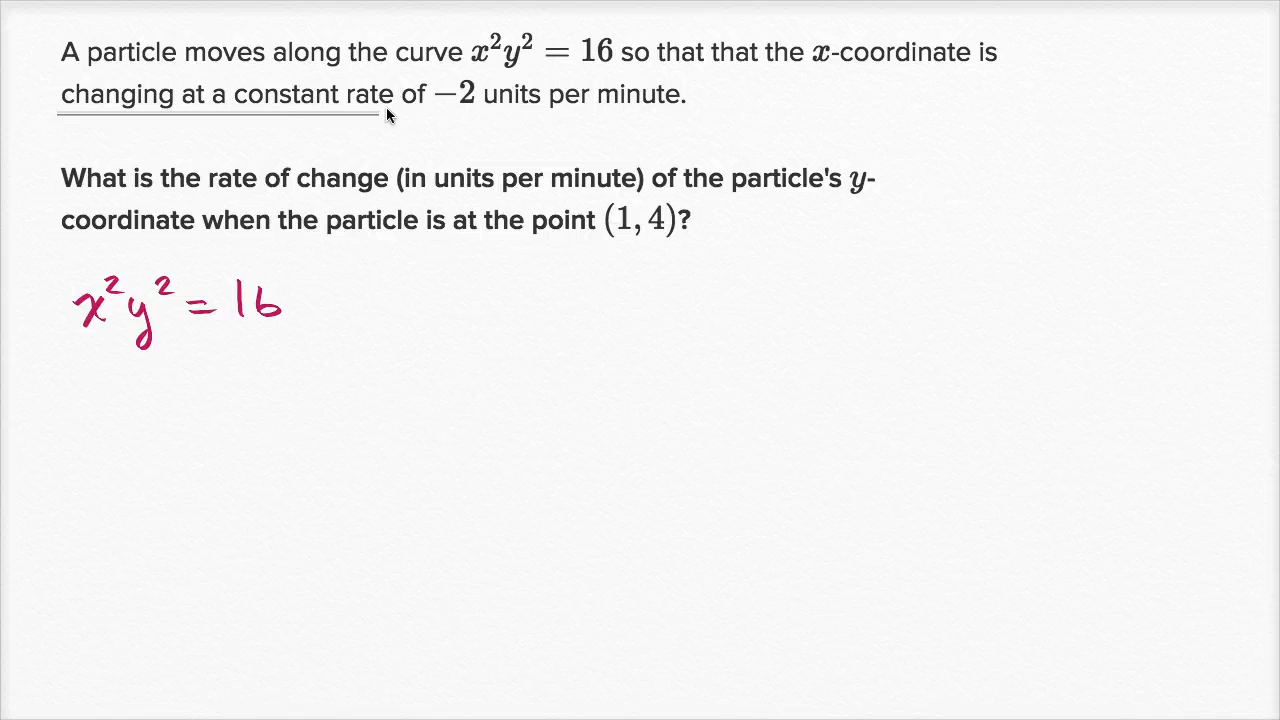 A particle moves along the curve x²y² = 16 so that that the x-coordinate is
changing at a constant rate of −2 units per minute.
What is the rate of change (in units per minute) of the particle's y-
coordinate when the particle is at the point (1, 4)?
x²y² = 16